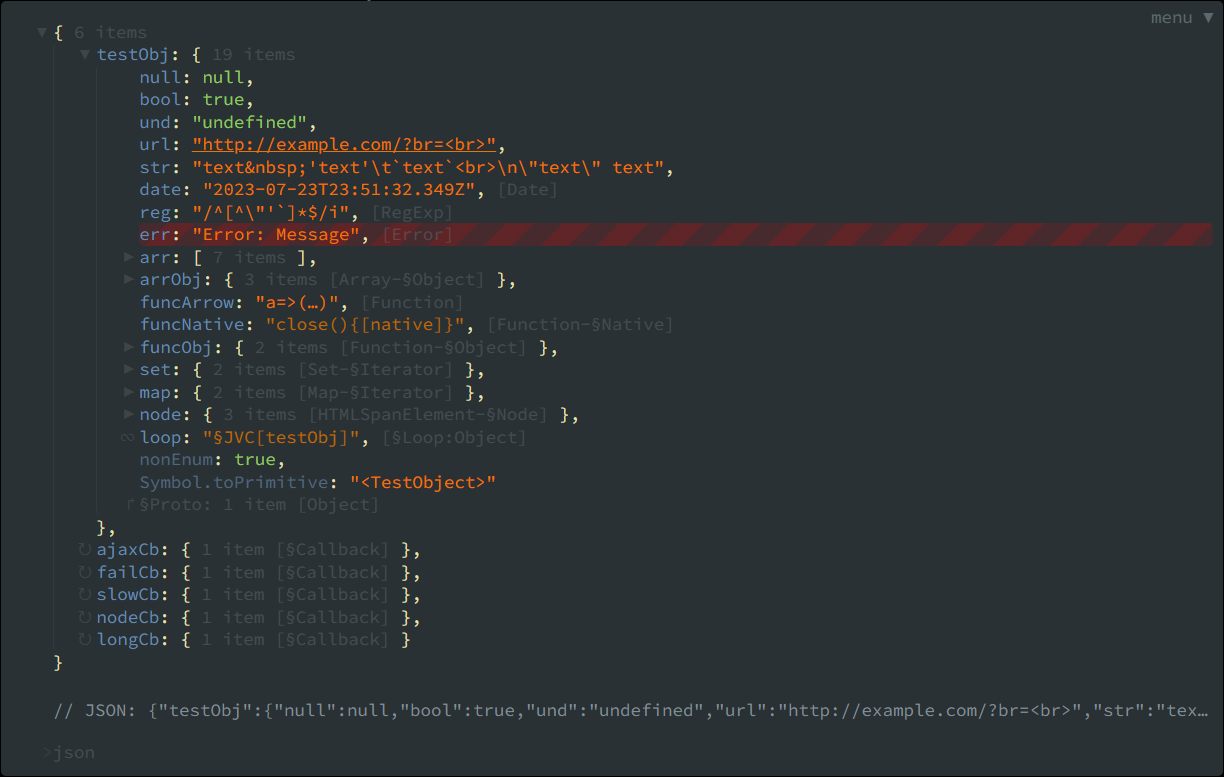 menu ▼
▼ { 6 items
▼ testObj: { 19 items
null: null,
bool: true,
und: "undefined",
url: "http://example.com/?br=<br>",
str: "text&nbsp;'text'\t`text`<br>\n\"text\" text",
date: "2023-07-23T23:51:32.349Z", [Date]
reg: "/^[^\"'`]*$/i", [RegExp]
err: "Error: Message", [Error]
▶ arr: [ 7 items ],
▶ arrObj: { 3 items [Array-§Object] },
funcArrow: "a=>(…)", [Function]
funcNative: "close(){[native]}", [Function-§Native]
▶ funcObj: { 2 items [Function-§Object] },
▶ set: { 2 items [Set-§Iterator] },
▶ map: { 2 items [Map-§Iterator] },
▶ node: { 3 items [HTMLSpanElement-§Node] },
∞ loop: "§JVC[testObj]", [§Loop:Object]
nonEnum: true,
Symbol.toPrimitive: "<TestObject>"
┌ §Proto: 1 item [Object]
},
↻ ajaxCb: { 1 item [§Callback] },
↻ failCb: { 1 item [§Callback] },
↻ slowCb: { 1 item [§Callback] },
↻ nodeCb: { 1 item [§Callback] },
↻ longCb: { 1 item [§Callback] }
}
// JSON: {"testObj":{"null":null,"bool":true,"und":"undefined","url":"http://example.com/?br=<br>","str":"tex…
>json